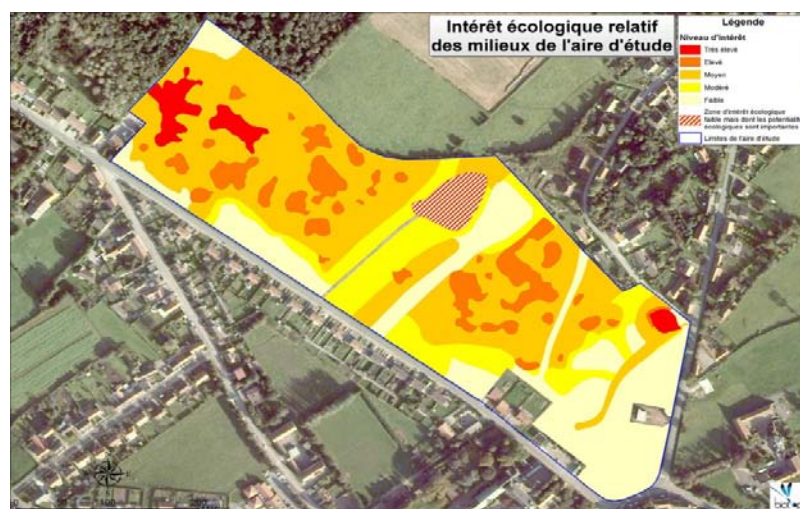 Intérêt écologique relatif
des milieux de l'aire d'étude
Légende
Niveau d'intérêt
Très élevé
Elevé
Moyen
Modéré
Faible
Zone d'intérêt écologique
faible mais dont les potentialit
écologiques sont importantes
Limites de l'aire d'étude